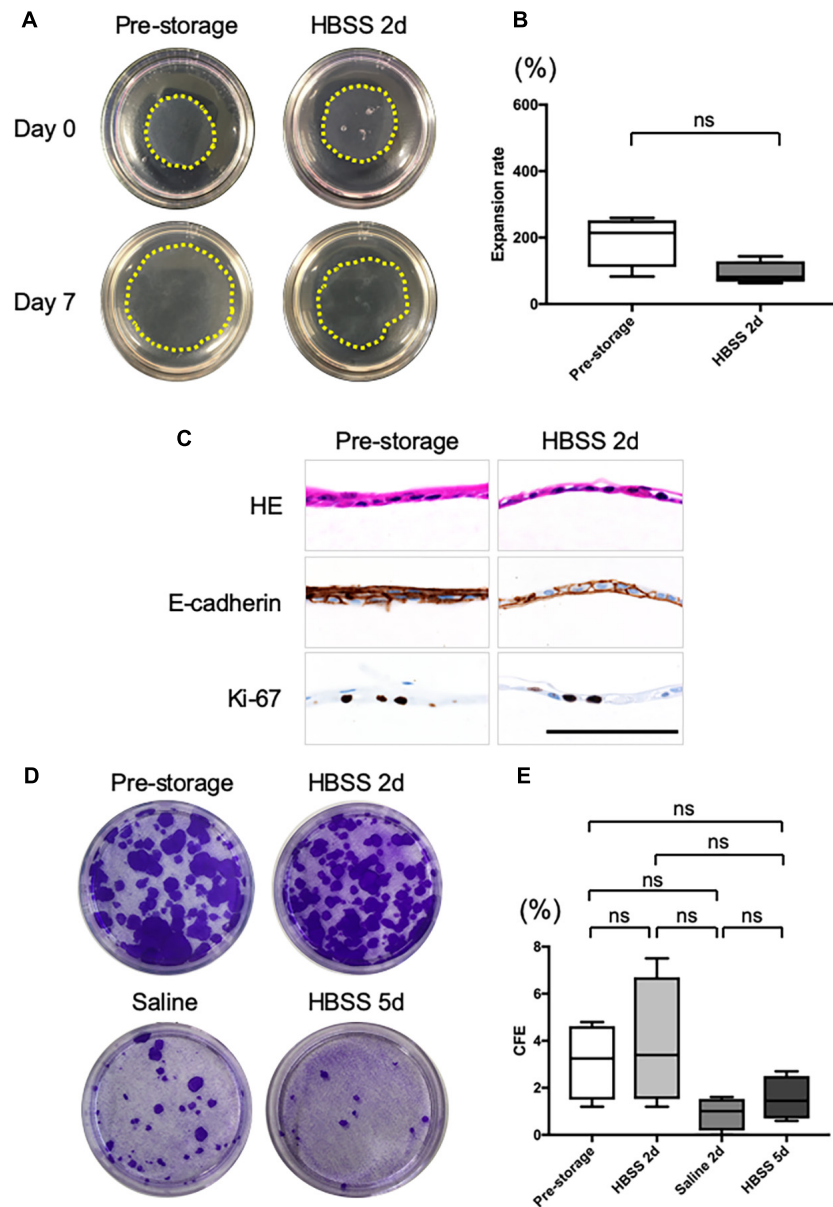 A
Pre-storage HBSS 2d
Day 0
Day 7
B
(%)
600
400
200
0
Expansion rate
ns
Pre-storage
HBSS 2d
C
Pre-storage HBSS 2d
HE
E-cadherin
Ki-67
D
Pre-storage HBSS 2d
Saline HBSS 5d
E
ns
ns
ns
ns ns ns
(%)
8
6
4
2
0
CFE
Pre-storage
HBSS 2d
Saline 2d
HBSS 5d